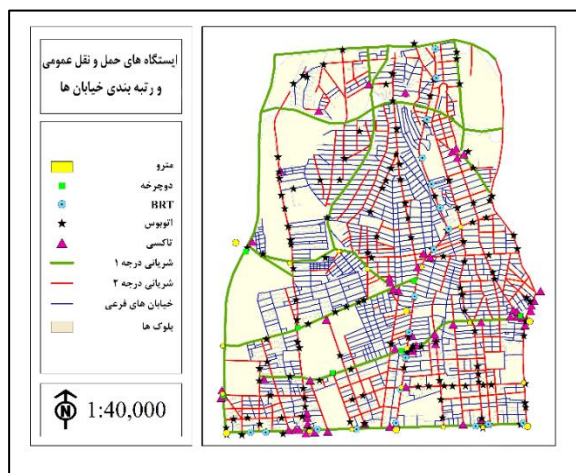 ایستگاه های حمل و نقل عمومی
و رتبه بندی خیابان ها
مترو
دوچرخه
BRT
اتوبوس
تاکسی
شریانی درجه ۱
شریانی درجه ۲
خیابان های فرعی
بلوک ها
N 1:40,000